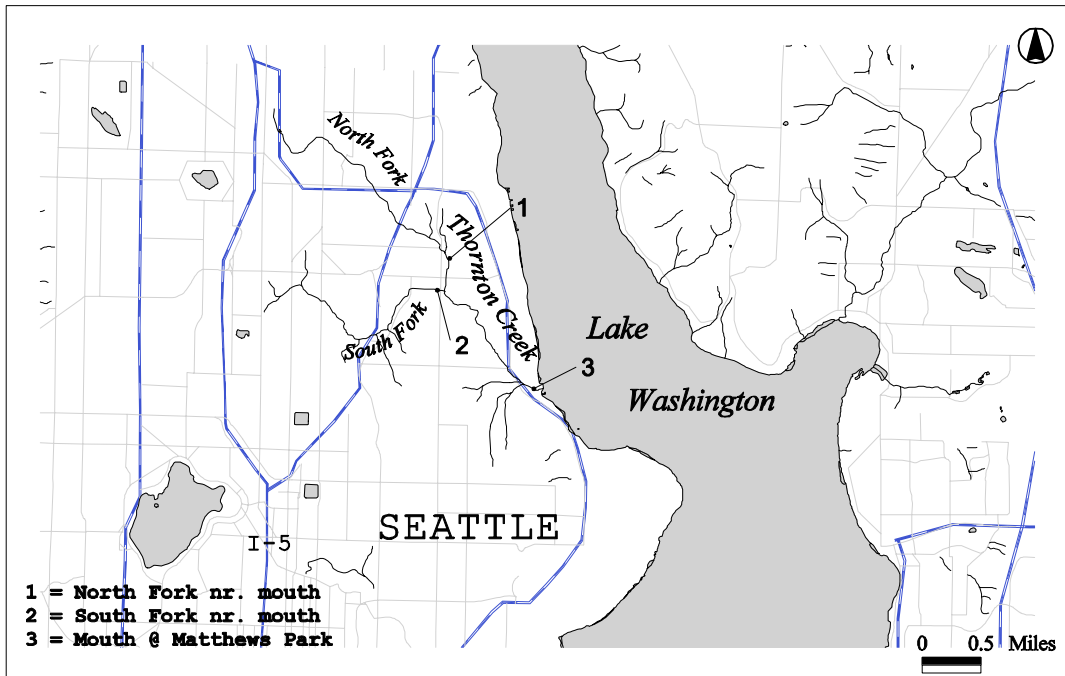 North Fork
1
Thornton Creek
South Fork
2
3
Lake
Washington
SEATTLE
I-5
1 = North Fork nr. mouth
2 = South Fork nr. mouth
3 = Mouth @ Matthews Park
0 0.5 Miles